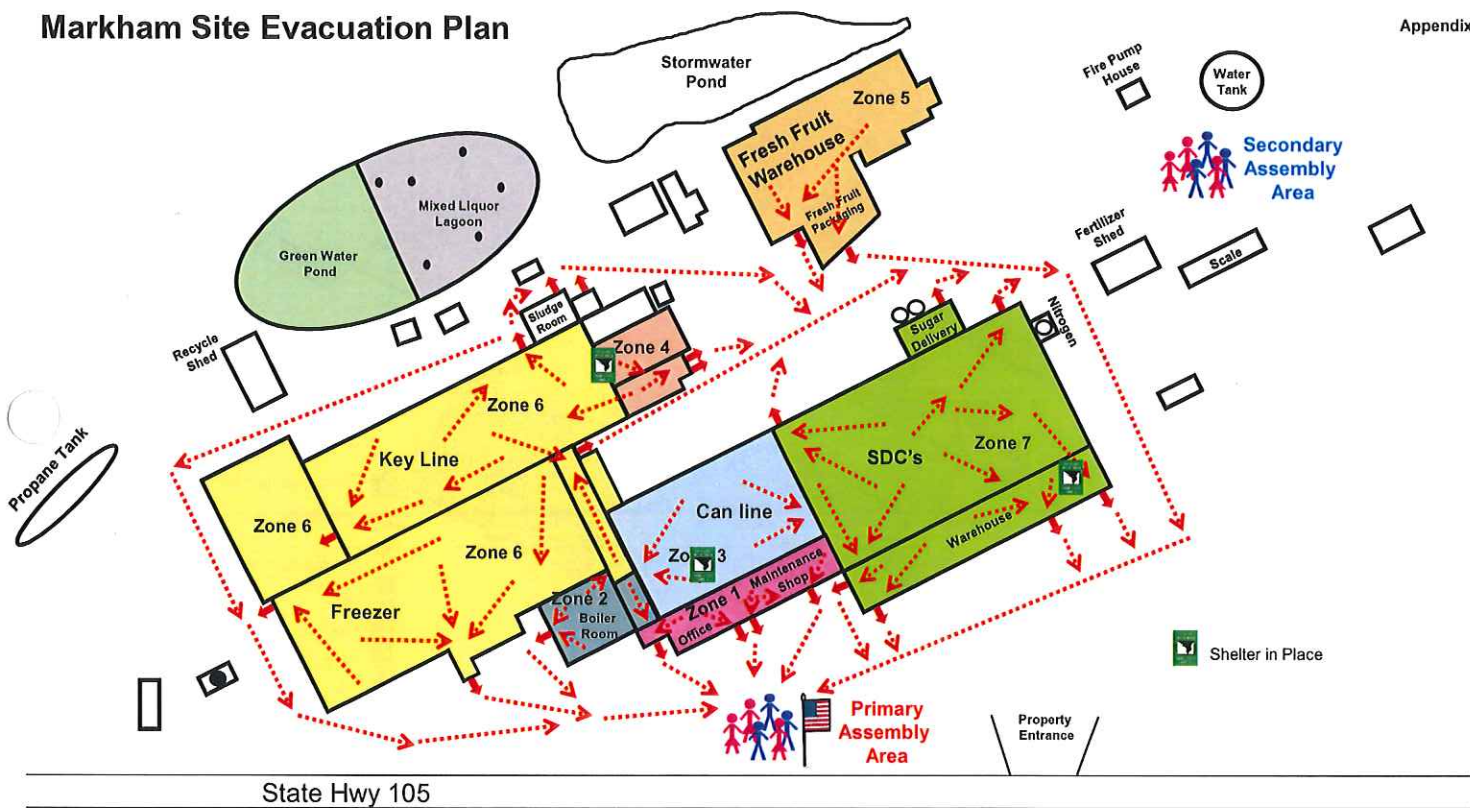 Markham Site Evacuation Plan
Appendix
Stormwater
Pond
Fire Pump
House
Water
Tank
Zone 5
Fresh Fruit
Warehouse
Fresh Fruit
Packaging
Secondary
Assembly
Area
Mixed Liquor
Lagoon
Green Water
Pond
Fertilizer
Shed
Scale
Recycle
Shed
Sludge
Room
Zone 4
Sugar
Delivery
Nitrogen
Propane Tank
Zone 6
Key Line
Zone 6
Zone 6
Freezer
Can line
SDC's
Zone 7
Warehouse
Zone 2
Boiler
Room
Zone 1
Office
Maintenance
Shop
Shelter in Place
Primary
Assembly
Area
Property
Entrance
State Hwy 105